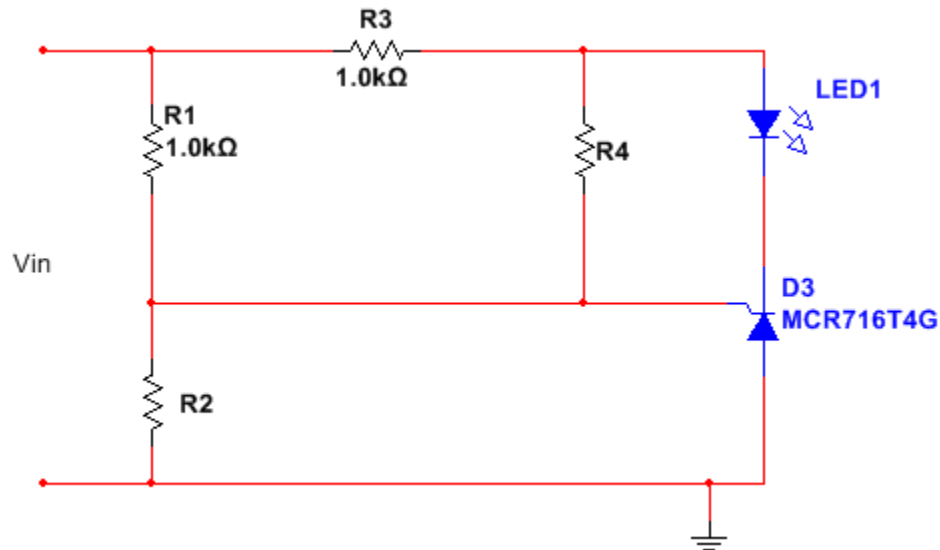 R3
1.0kΩ
LED1
R1
1.0kΩ
R4
Vin
D3
MCR716T4G
R2